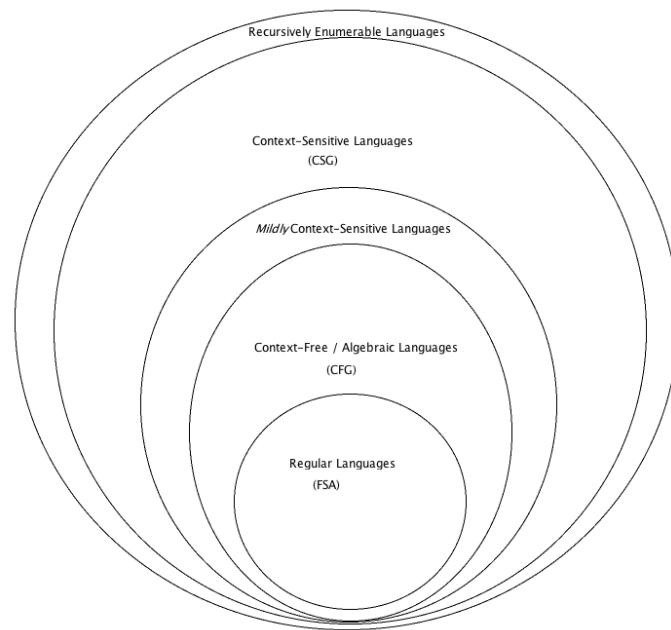 Recursively Enumerable Languages
Context-Sensitive Languages
(CSG)
Mildly Context-Sensitive Languages
Context-Free / Algebraic Languages
(CFG)
Regular Languages
(FSA)